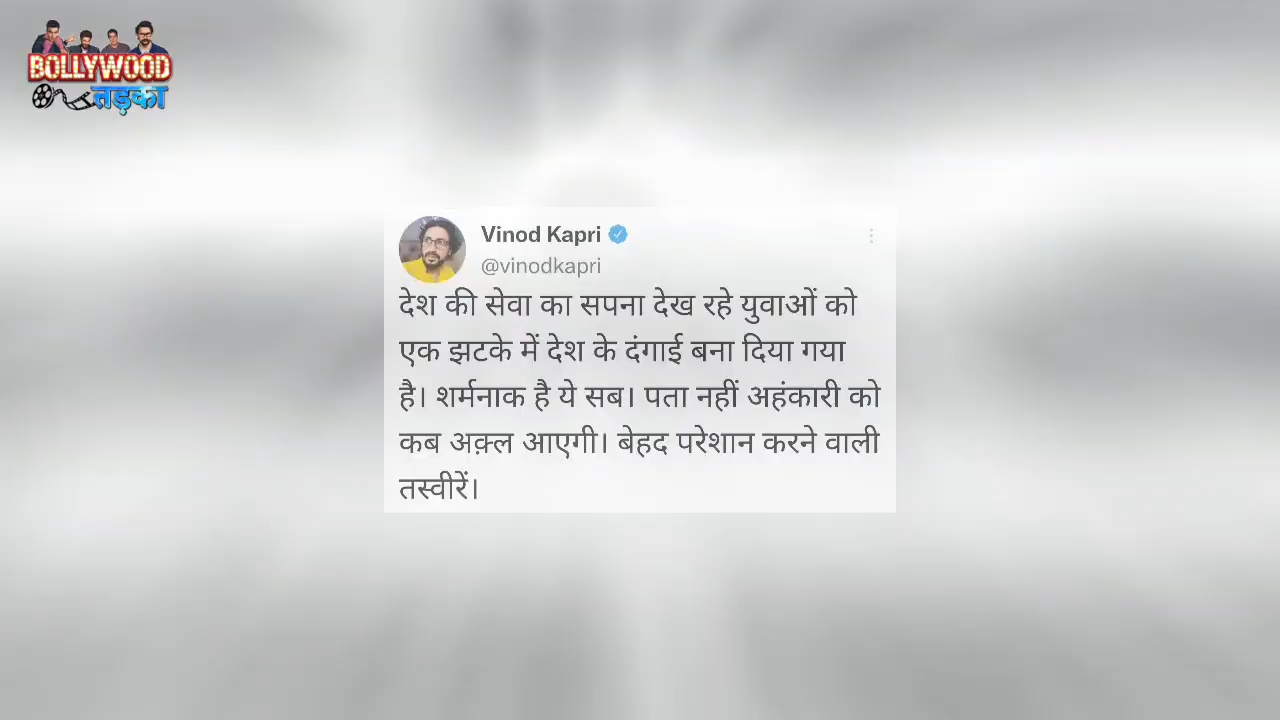 BOLLYWOOD
तड़का
Vinod Kapri
@vinodkapri
देश की सेवा का सपना देख रहे युवाओं को
एक झटके में देश के दंगाई बना दिया गया
है। शर्मनाक है ये सब। पता नहीं अहंकारी को
कब अक़्ल आएगी। बेहद परेशान करने वाली
तस्वीरें।